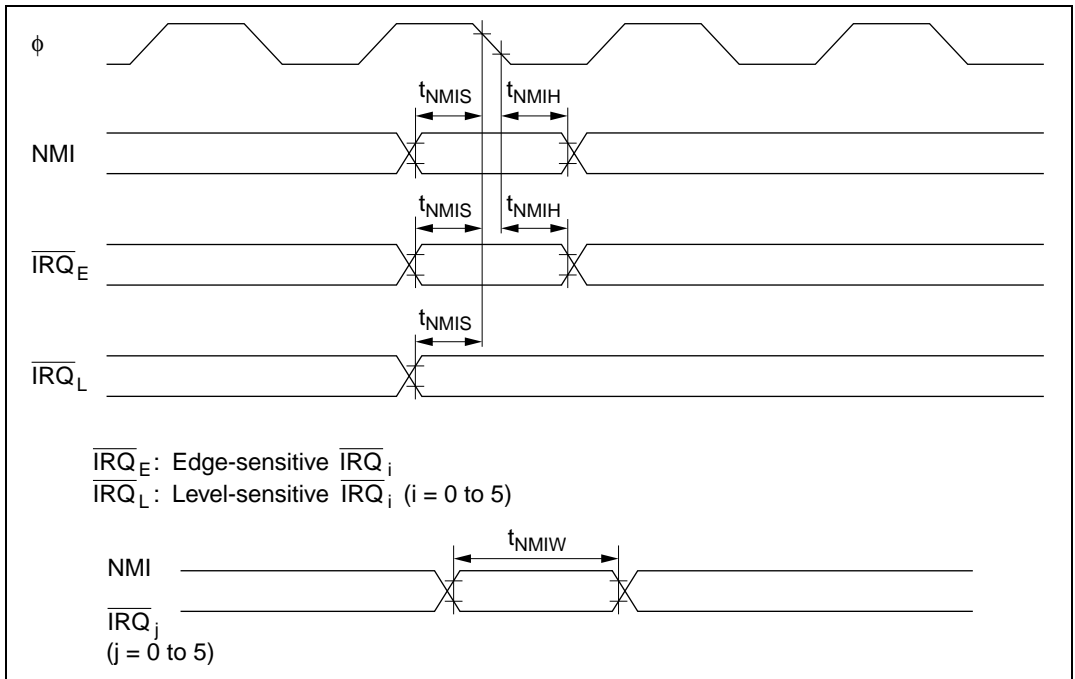 ϕ
tNMIS tNMIH
NMI
tNMIS tNMIH
IRQE
tNMIS
IRQL
IRQE: Edge-sensitive IRQi
IRQL: Level-sensitive IRQi (i = 0 to 5)
tNMIW
NMI
IRQj
(j = 0 to 5)